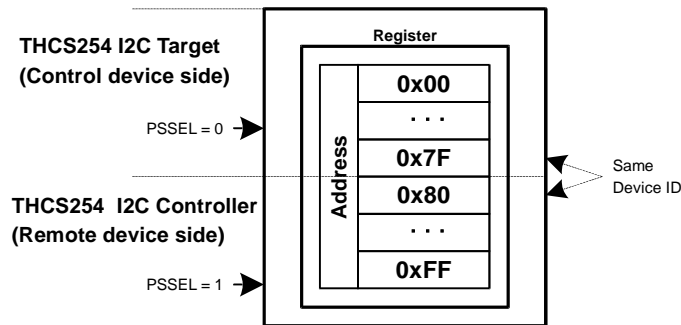 THCS254 I2C Target
(Control device side)
PSSEL = 0
THCS254 I2C Controller
(Remote device side)
PSSEL = 1
Register
Address
0x00
. . .
0x7F
0x80
. . .
0xFF
Same
Device ID